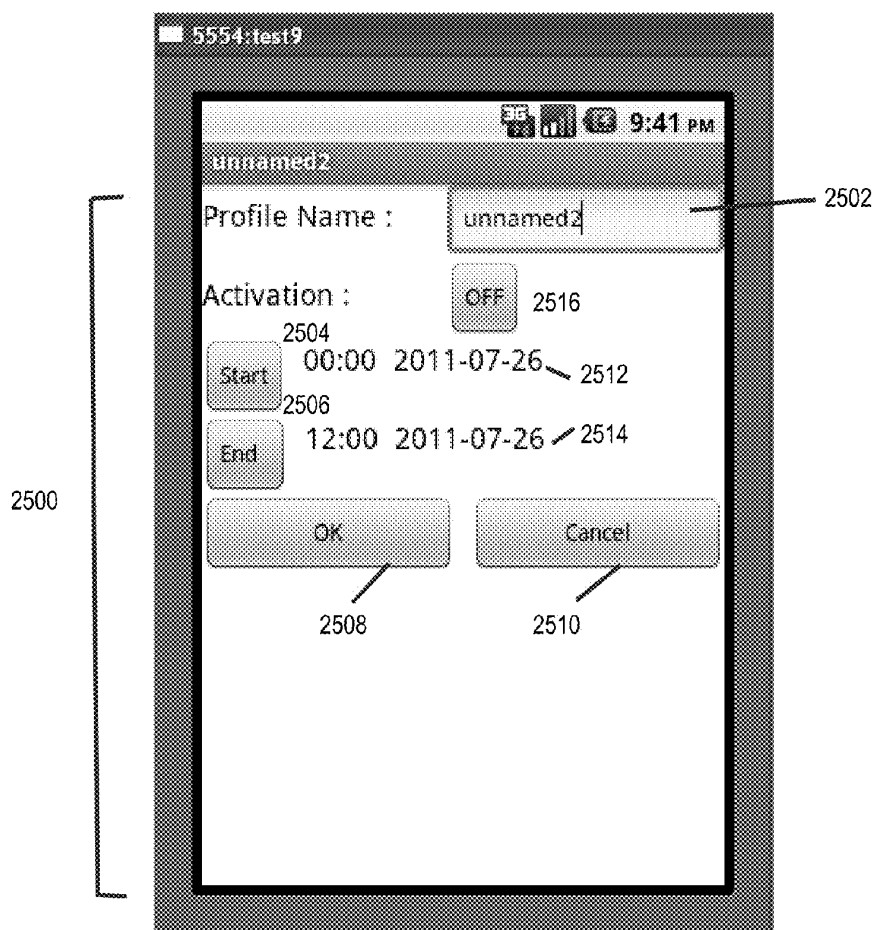 5554:test9
3G 9:41 PM
unnamed2
Profile Name : unnamed2 2502
Activation : OFF 2516
2504
Start 00:00 2011-07-26 2512
2506
End 12:00 2011-07-26 2514
2500
OK Cancel
2508 2510